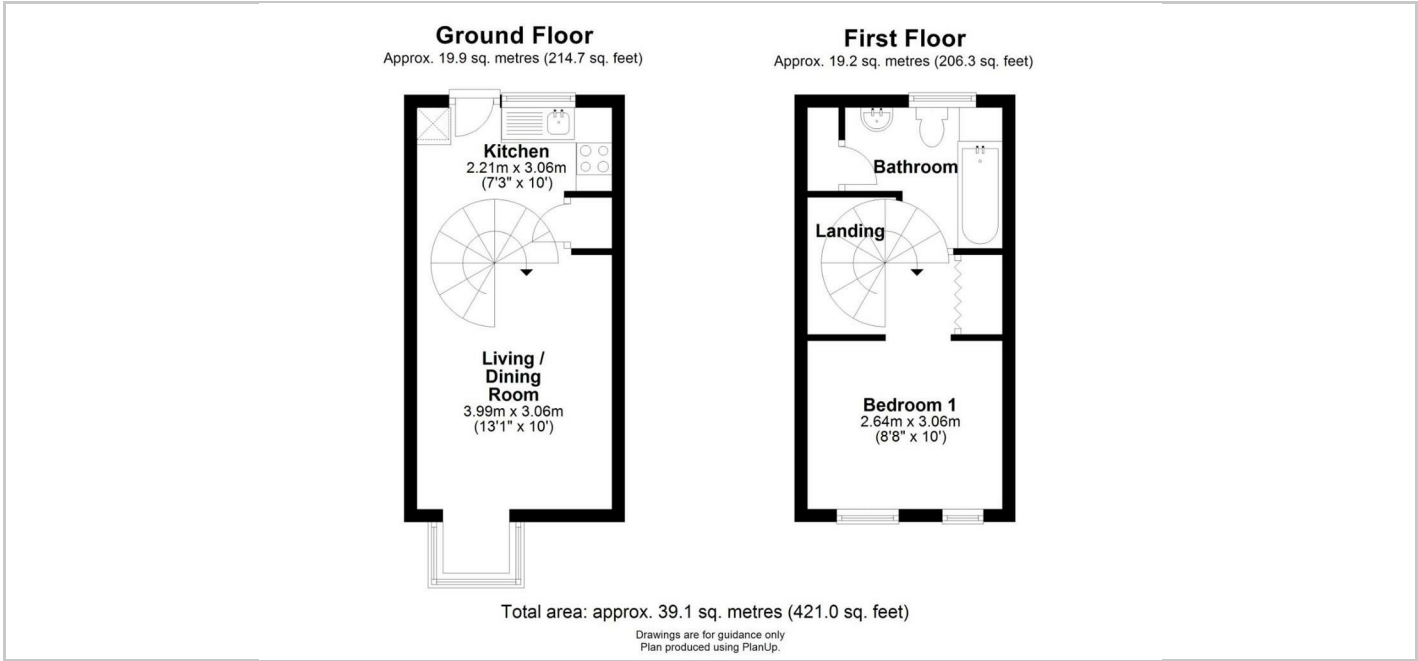 Ground Floor
Approx. 19.9 sq. metres (214.7 sq. feet)
Kitchen
2.21m x 3.06m
(7'3" x 10')
Living /
Dining
Room
3.99m x 3.06m
(13'1" x 10')
First Floor
Approx. 19.2 sq. metres (206.3 sq. feet)
Bathroom
Landing
Bedroom 1
2.64m x 3.06m
(8'8" x 10')
Total area: approx. 39.1 sq. metres (421.0 sq. feet)
Drawings are for guidance only
Plan produced using PlanUp.